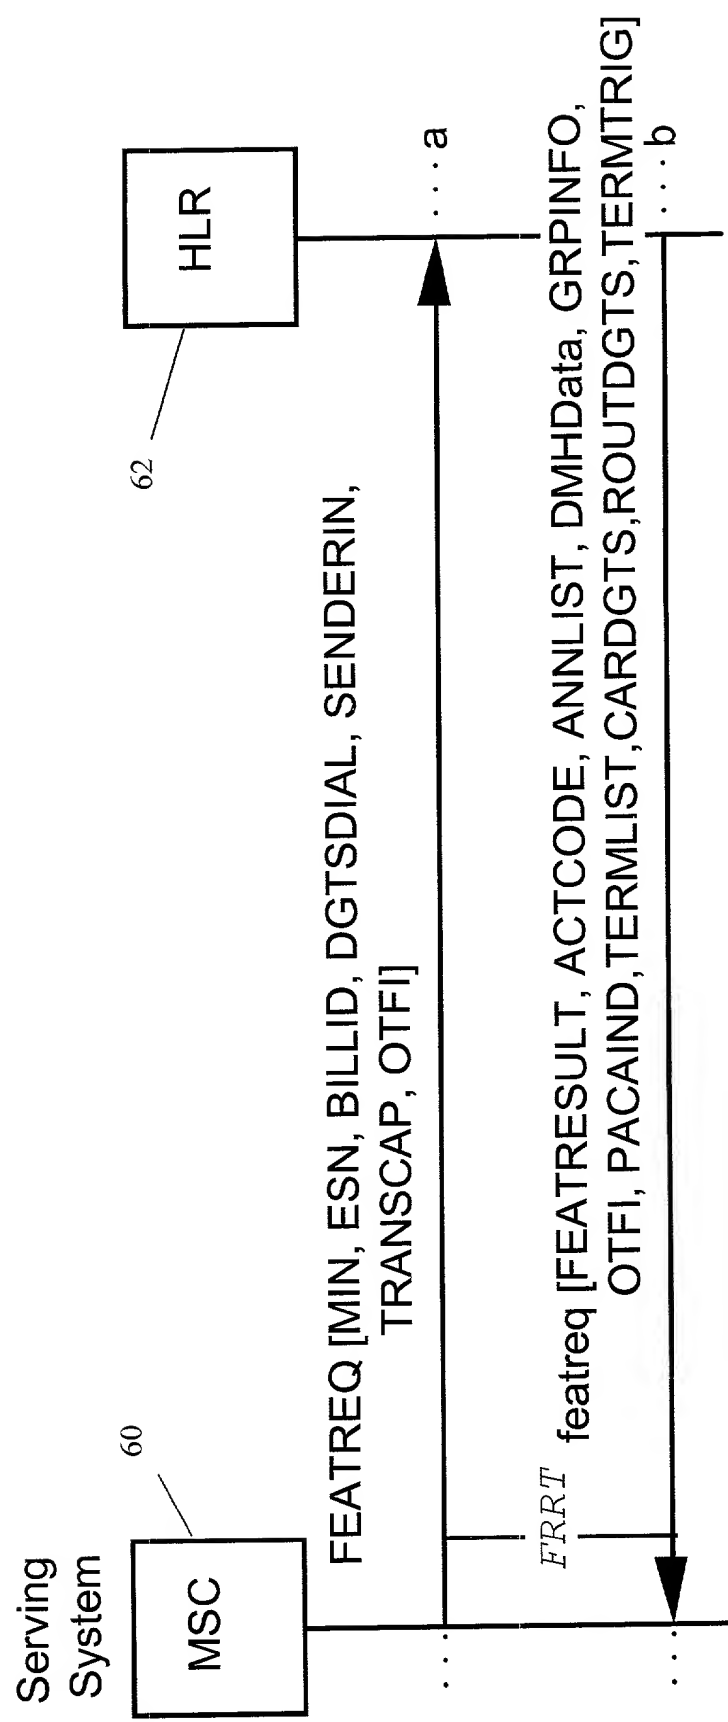 Serving
System
MSC
60
HLR
62
FEATREQ [MIN, ESN, BILLID, DGTSDIAL, SENDERIN,
TRANSCAP, OTFI]
. . . . a
FRRT
featreq [FEATRESULT, ACTCODE, ANNLIST, DMHData, GRPINFO,
OTFI, PACAIND,TERMLIST,CARDGTS,ROUTDGTS,TERMTRIG]
. . . . b